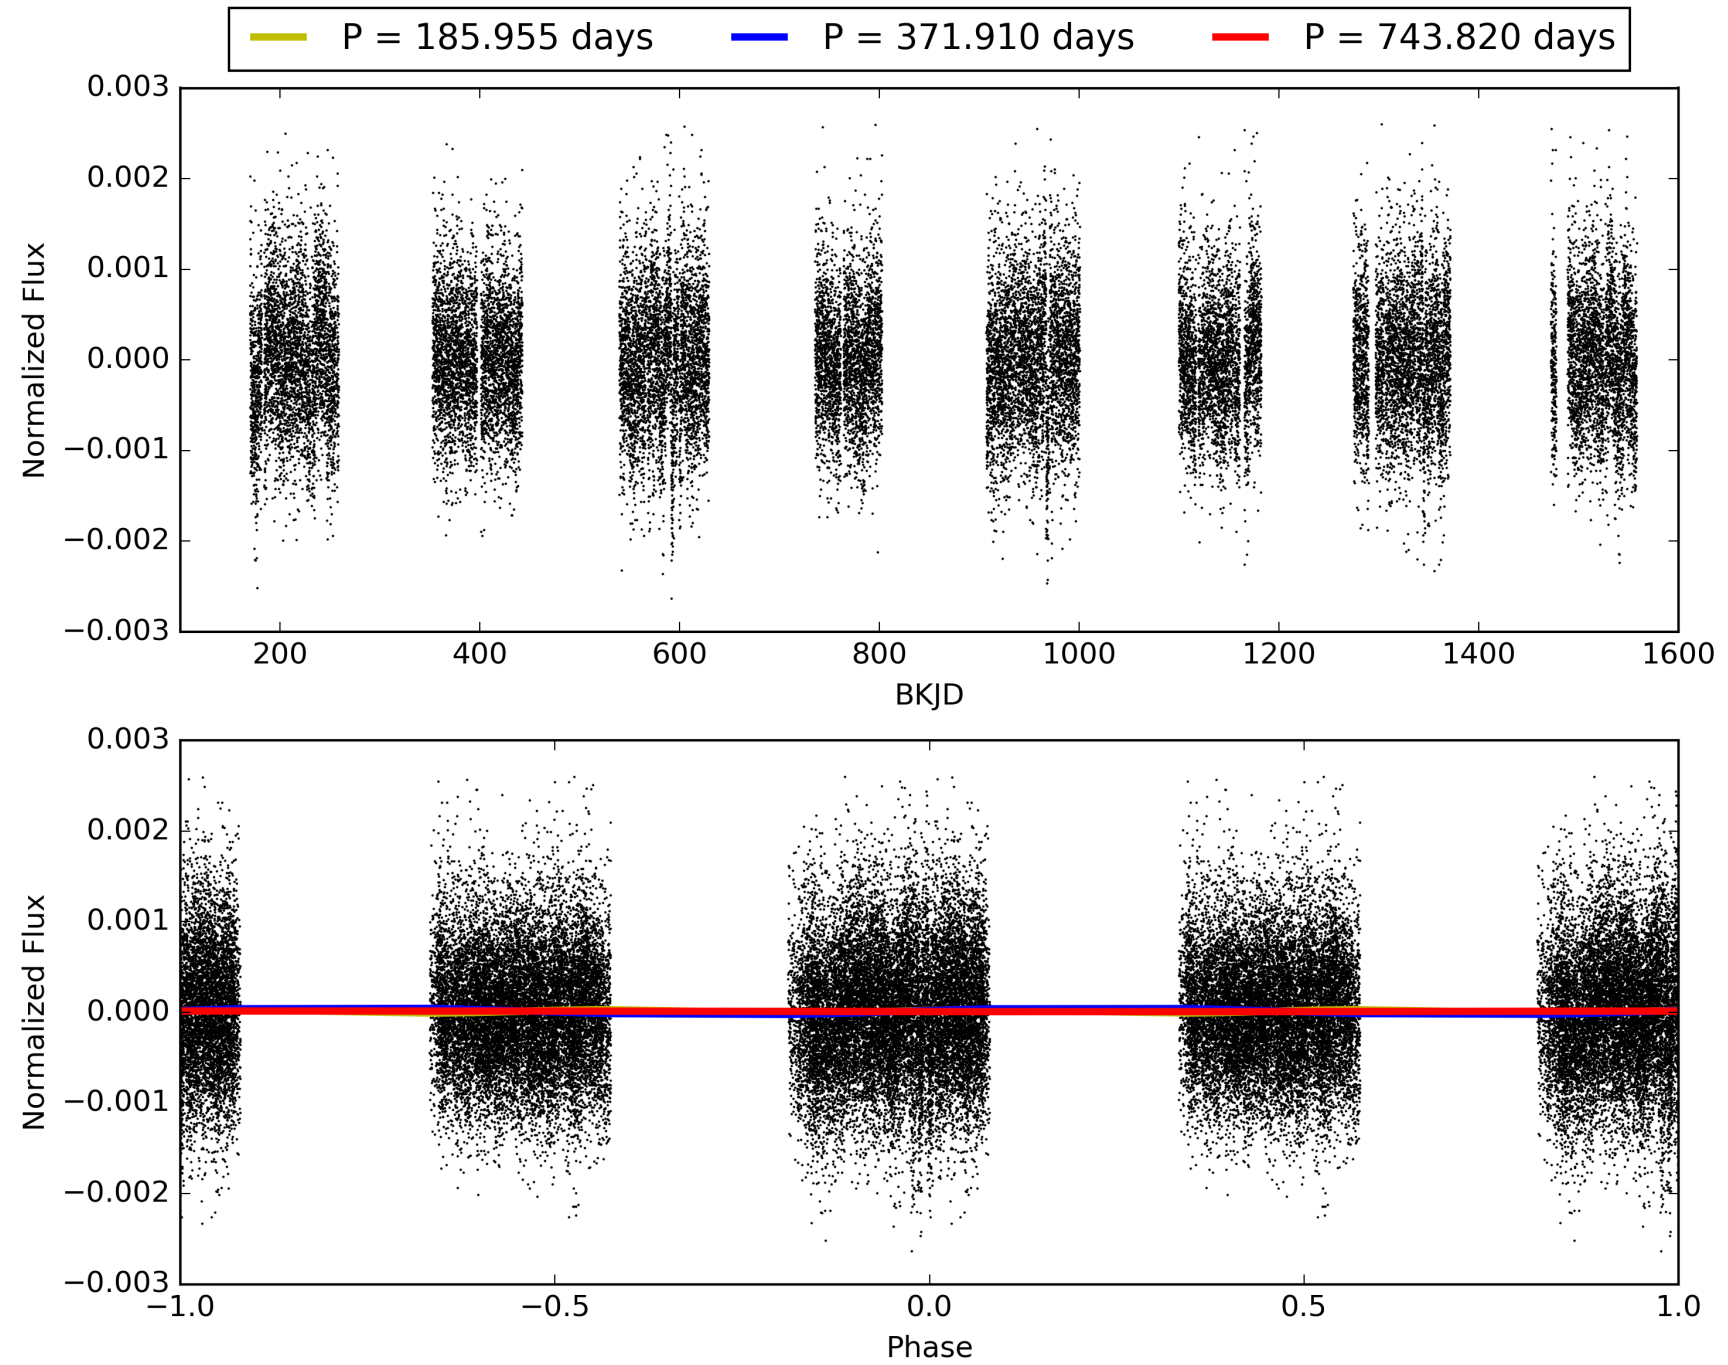 P = 185.955 days P = 371.910 days P = 743.820 days
0.003
0.002
0.001
0.000
−0.001
−0.002
−0.003
Normalized Flux
200 400 600 800 1000 1200 1400 1600
BKJD
0.003
0.002
0.001
0.000
−0.001
−0.002
−0.003
Normalized Flux
−1.0 −0.5 0.0 0.5 1.0
Phase